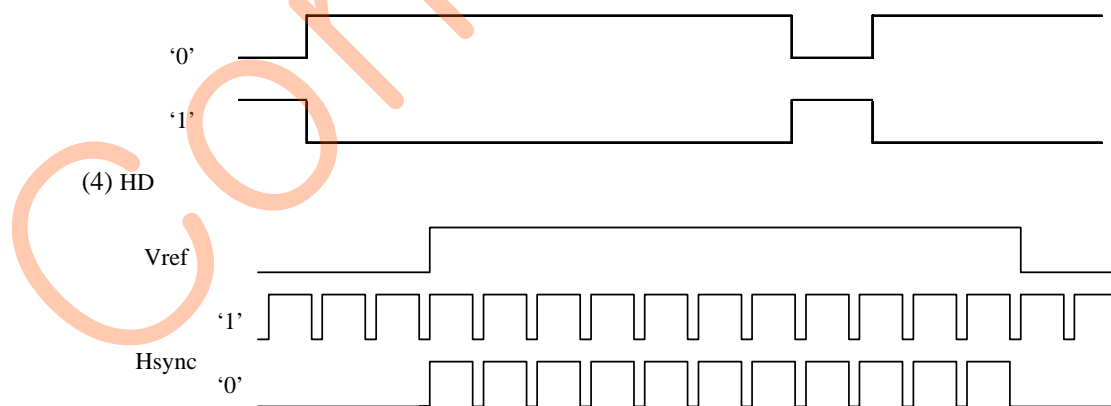 ‘0’
‘1’
(4) HD
Vref
‘1’
Hsync
‘0’